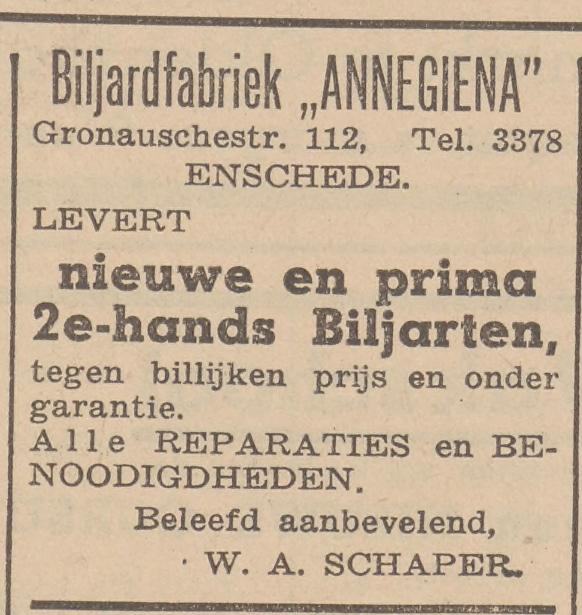 Biljardfabriek „ANNEGIENA”
Gronauschestr. 112, Tel. 3378
ENSCHEDE.
LEVERT
nieuwe en prima
2e-hands Biljarten,
tegen billijken prijs en onder
garantie.
Alle REPARATIES en BE-
NOODIGDHEDEN.
Beleefd aanbevelend,
W. A. SCHAPER.